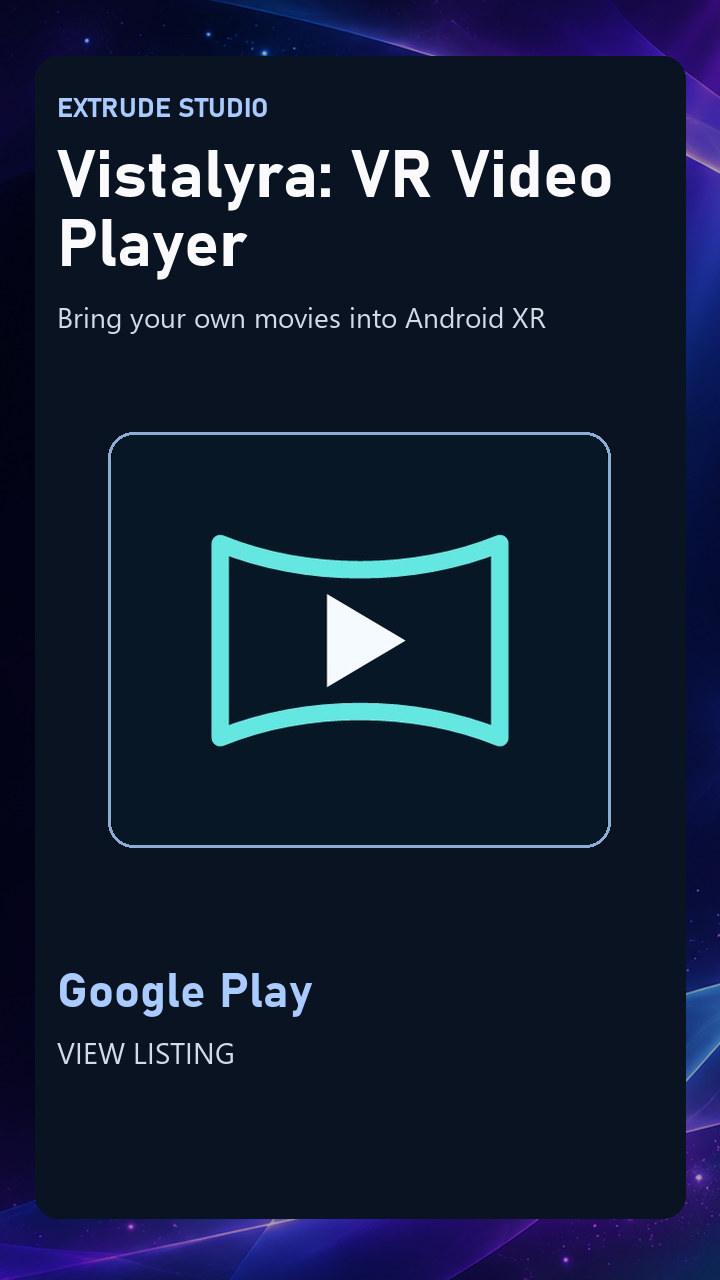 EXTRUDE STUDIO
Vistalyra: VR Video
Player
Bring your own movies into Android XR
Google Play
VIEW LISTING